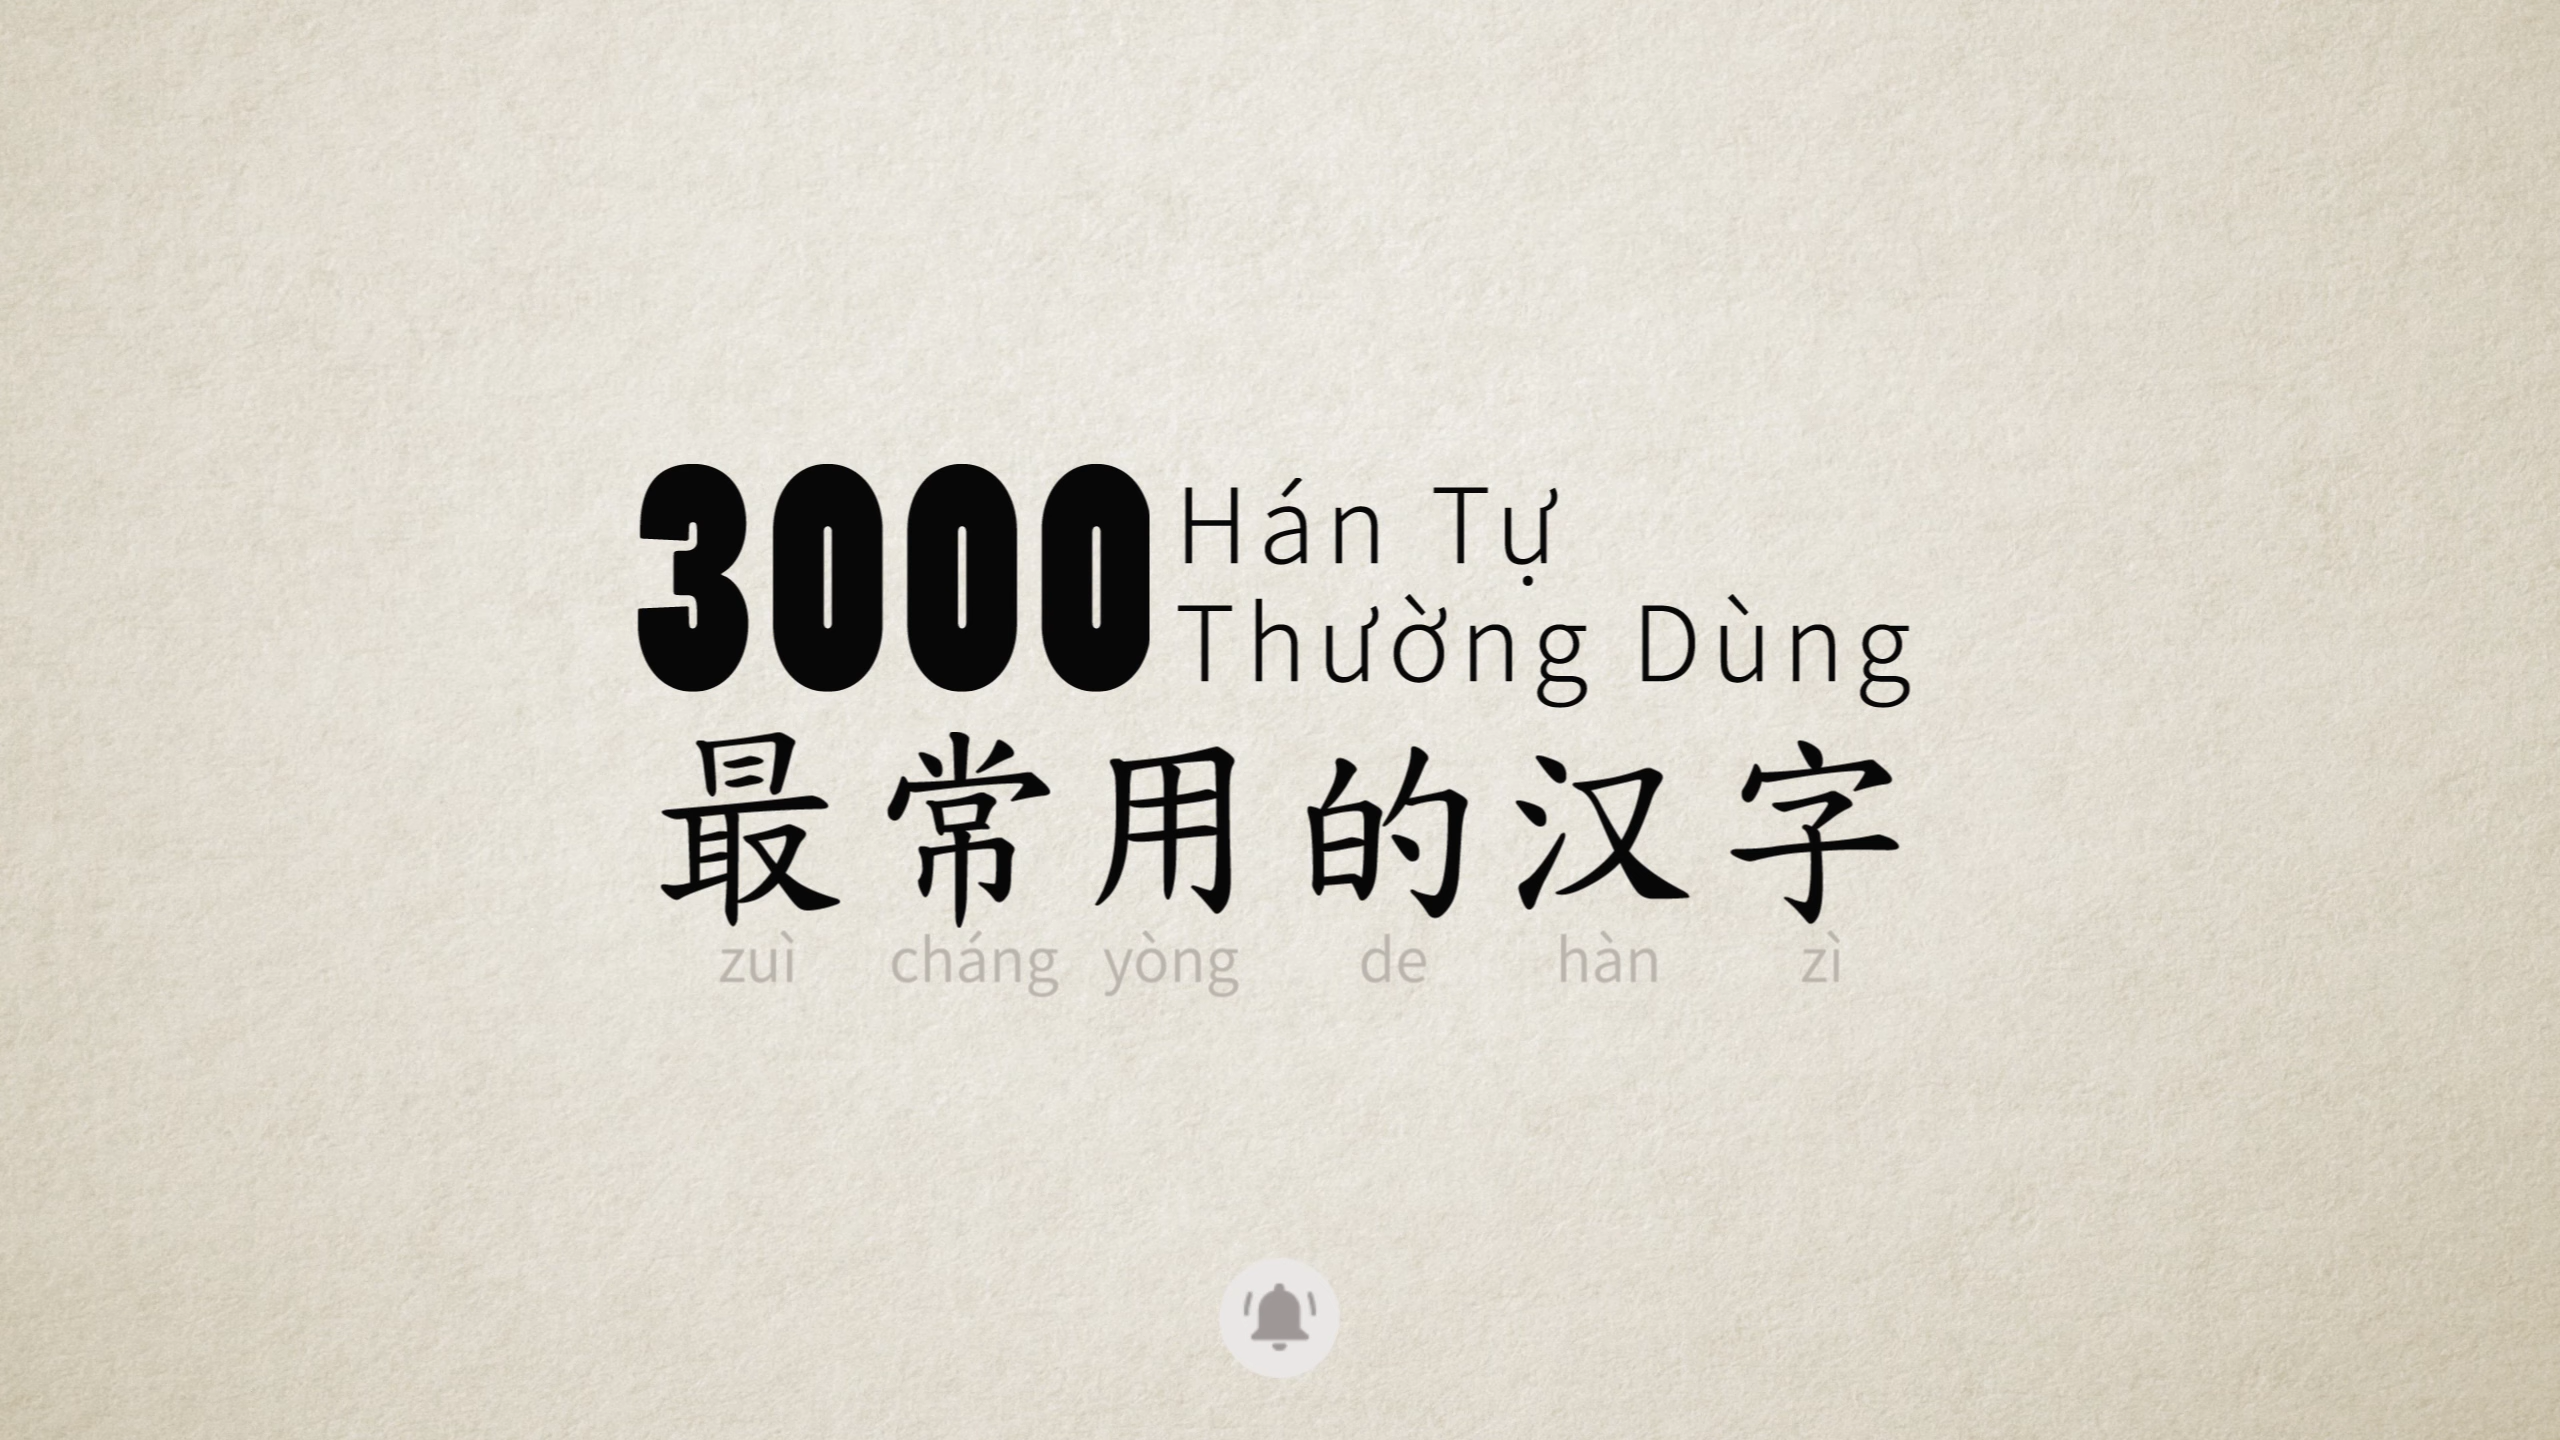 3000 Hán Tự
Thường Dùng
最常用的汉字
zuì cháng yòng de hàn zì